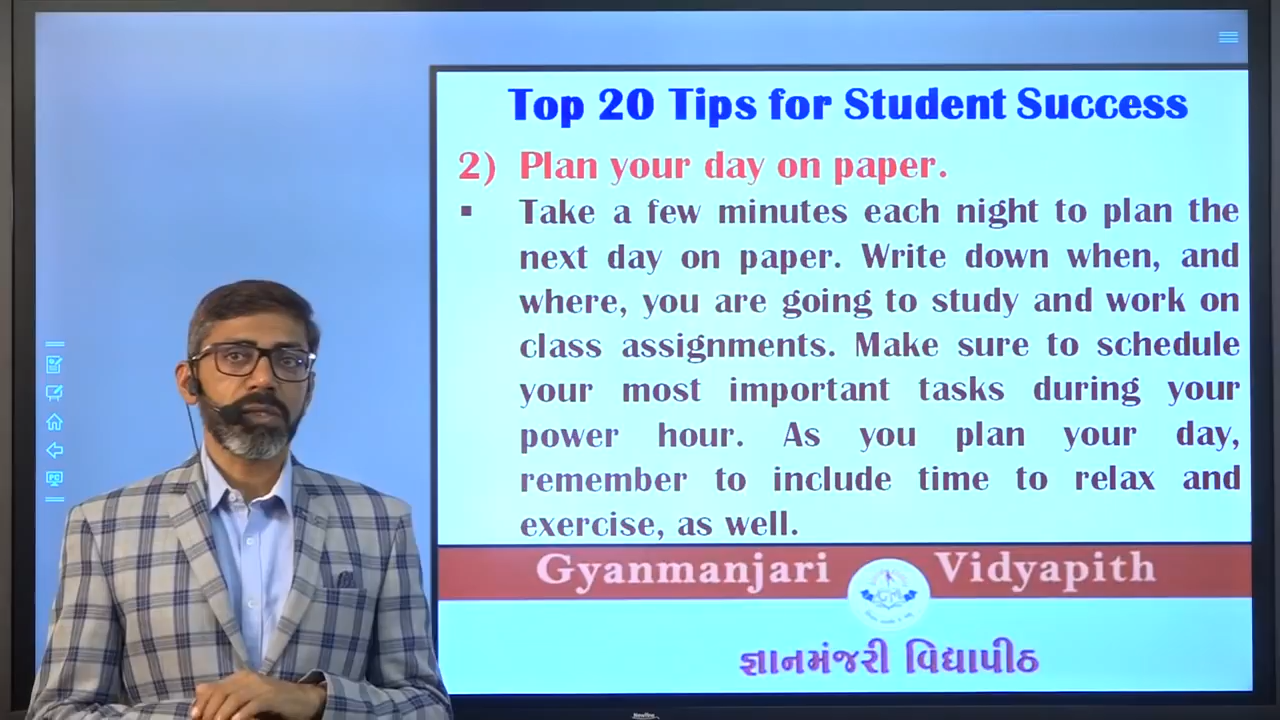 Top 20 Tips for Student Success
2) Plan your day on paper.
▪ Take a few minutes each night to plan the
next day on paper. Write down when, and
where, you are going to study and work on
class assignments. Make sure to schedule
your most important tasks during your
power hour. As you plan your day,
remember to include time to relax and
exercise, as well.
Gyanmanjari Vidyapith
જ્ઞાનમંજરી વિદ્યાપીઠ
PC
Newline